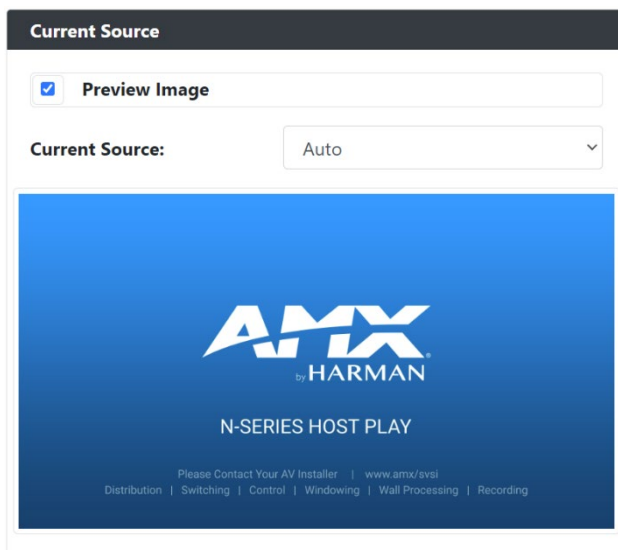 Current Source
Preview Image
Current Source: Auto
AMX
by HARMAN
N-SERIES HOST PLAY
Please Contact Your AV Installer | www.amx/svsi
Distribution | Switching | Control | Windowing | Wall Processing | Recording